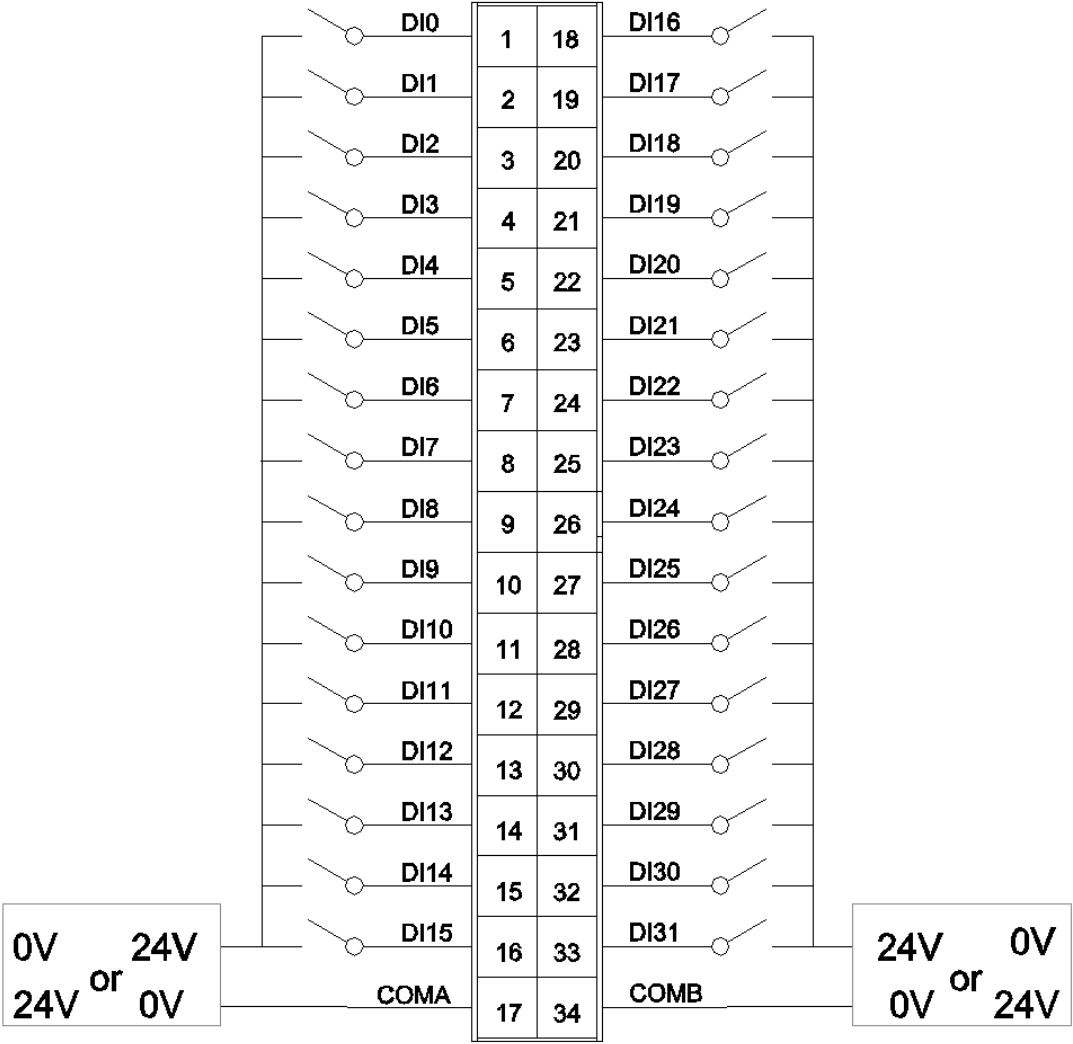 DI0 1 18 DI16
DI1 2 19 DI17
DI2 3 20 DI18
DI3 4 21 DI19
DI4 5 22 DI20
DI5 6 23 DI21
DI6 7 24 DI22
DI7 8 25 DI23
DI8 9 26 DI24
DI9 10 27 DI25
DI10 11 28 DI26
DI11 12 29 DI27
DI12 13 30 DI28
DI13 14 31 DI29
DI14 15 32 DI30
0V 24V DI15 16 33 DI31 24V 0V
or or
24V 0V COMA 17 34 COMB 0V 24V